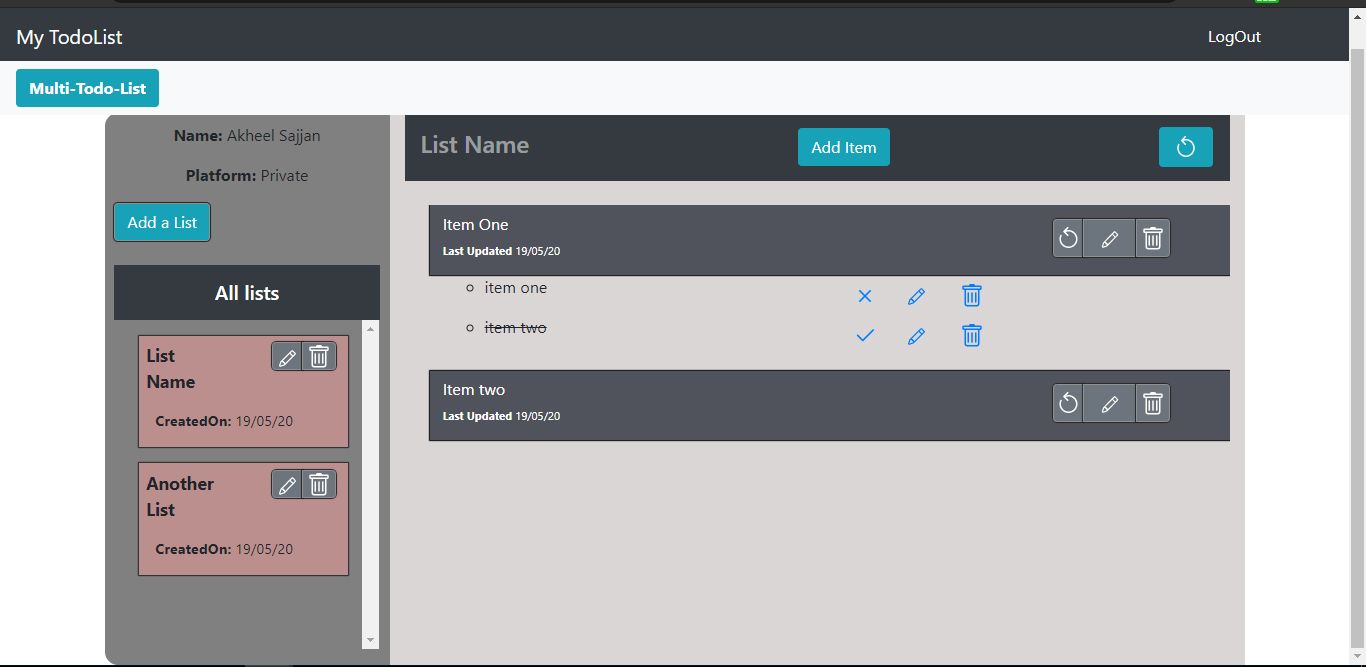 My TodoList
LogOut
Multi-Todo-List
Name: Akheel Sajjan
Platform: Private
Add a List
All lists
List
Name
CreatedOn: 19/05/20
Another
List
CreatedOn: 19/05/20
List Name
Add Item
Item One
Last Updated 19/05/20
item one
item two
Item two
Last Updated 19/05/20